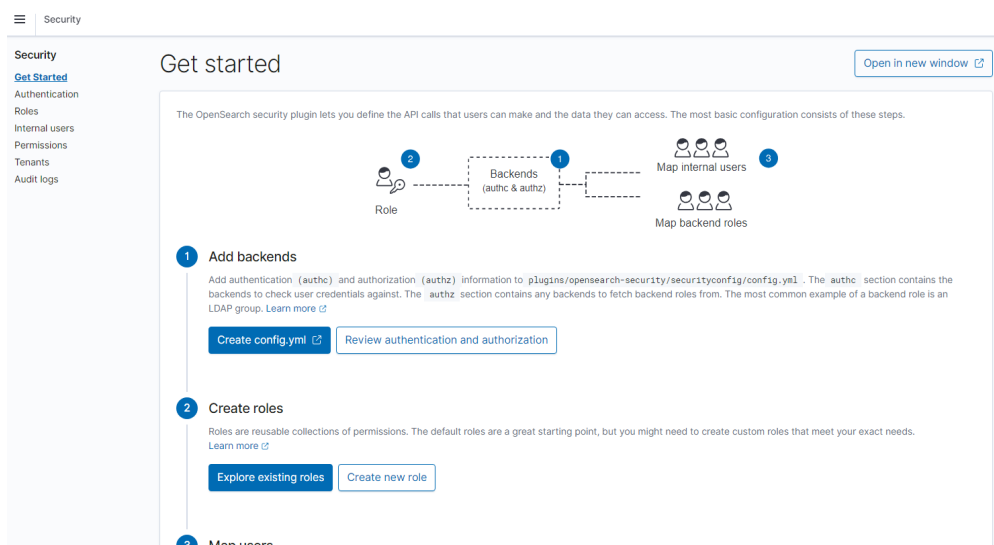 Security
Security
Get Started
Authentication
Roles
Internal users
Permissions
Tenants
Audit logs
Get started
Open in new window
The OpenSearch security plugin lets you define the API calls that users can make and the data they can access. The most basic configuration consists of these steps.
2
Role
1
Backends
(authc & authz)
Map internal users
3
Map backend roles
1
Add backends
Add authentication (authc) and authorization (authz) information to plugins/opensearch-security/securityconfig/config.yml . The authc section contains the
backends to check user credentials against. The authz section contains any backends to fetch backend roles from. The most common example of a backend role is an
LDAP group. Learn more
Create config.yml
Review authentication and authorization
2
Create roles
Roles are reusable collections of permissions. The default roles are a great starting point, but you might need to create custom roles that meet your exact needs.
Learn more
Explore existing roles
Create new role
3
Map users